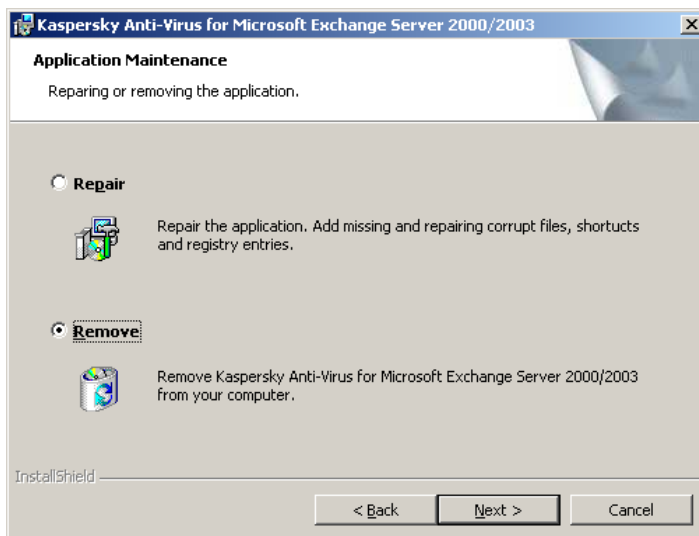 Kaspersky Anti-Virus for Microsoft Exchange Server 2000/2003
Application Maintenance
Reparing or removing the application.
Repair
Repair the application. Add missing and repairing corrupt files, shortucts
and registry entries.
Remove
Remove Kaspersky Anti-Virus for Microsoft Exchange Server 2000/2003
from your computer.
InstallShield
< Back
Next >
Cancel